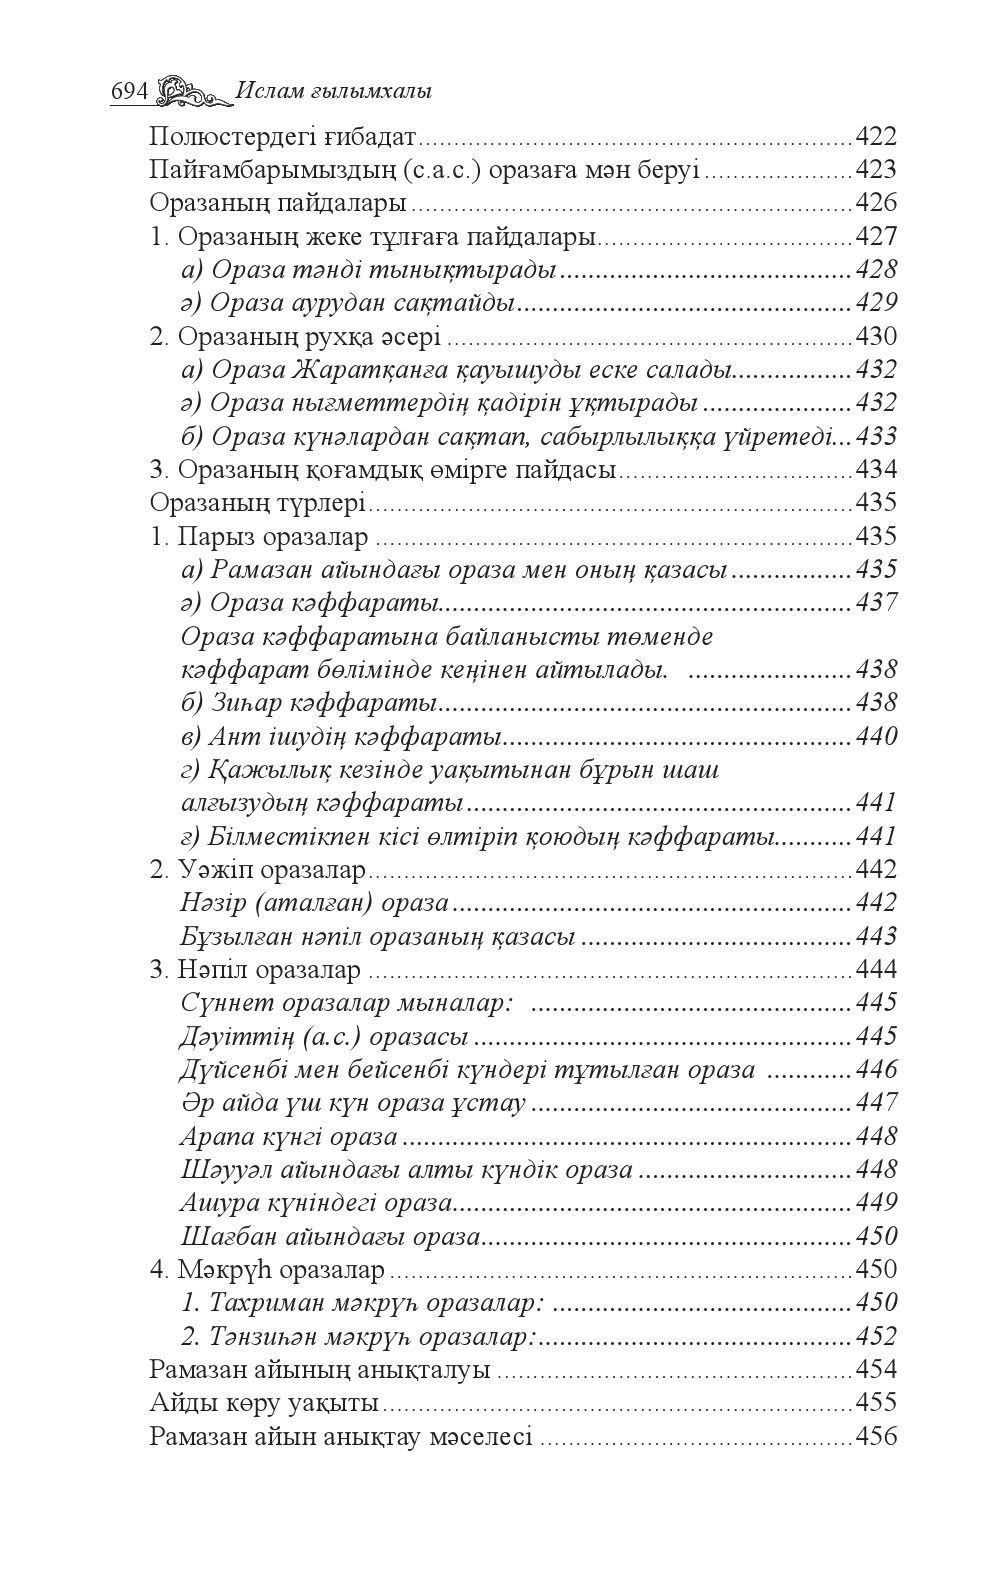 694 Ислам ғылымхалы
Полюстердегі ғибадат..............................................................422
Пайғамбарымыздың (с.а.с.) оразаға мән беруі.....................423
Оразаның пайдалары..............................................................426
1. Оразаның жеке тұлғаға пайдалары....................................427
а) Ораза тәнді тынықтырады.........................................428
ә) Ораза аурудан сақтайды...............................................429
2. Оразаның рухқа әсері .........................................................430
а) Ораза Жаратқанға қауышуды еске салады.................432
ә) Ораза нығметтердің қадірін ұқтырады .....................432
б) Ораза күнәлардан сақтап, сабырлылыққа үйретеді...433
3. Оразаның қоғамдық өмірге пайдасы.................................434
Оразаның түрлері....................................................................435
1. Парыз оразалар ...................................................................435
а) Рамазан айындағы ораза мен оның қазасы.................435
ә) Ораза кәффараты..........................................................437
Ораза кәффаратына байланысты төменде
кәффарат бөлімінде кеңінен айтылады. .......................438
б) Зиһар кәффараты..........................................................438
в) Ант ішудің кәффараты.................................................440
г) Қажылық кезінде уақытынан бұрын шаш
алғызудың кәффараты......................................................441
ғ) Білместікпен кісі өлтіріп қоюдың кәффараты...........441
2. Уәжіп оразалар....................................................................442
Нәзір (аталған) ораза........................................................442
Бұзылған нәпіл оразаның қазасы ......................................443
3. Нәпіл оразалар ....................................................................444
Сүннет оразалар мыналар: .............................................445
Дәуіттің (а.с.) оразасы .....................................................445
Дүйсенбі мен бейсенбі күндері тұтылған ораза ............446
Әр айда үш күн ораза ұстау .............................................447
Арапа күнгі ораза ...............................................................448
Шәууәл айындағы алты күндік ораза ..............................448
Ашура күніндегі ораза........................................................449
Шағбан айындағы ораза....................................................450
4. Мәкрүһ оразалар.................................................................450
1. Тахриман мәкрүһ оразалар: ..........................................450
2. Тәнзиһән мәкрүһ оразалар:............................................452
Рамазан айының анықталуы ..................................................454
Айды көру уақыты..................................................................455
Рамазан айын анықтау мәселесі ............................................456